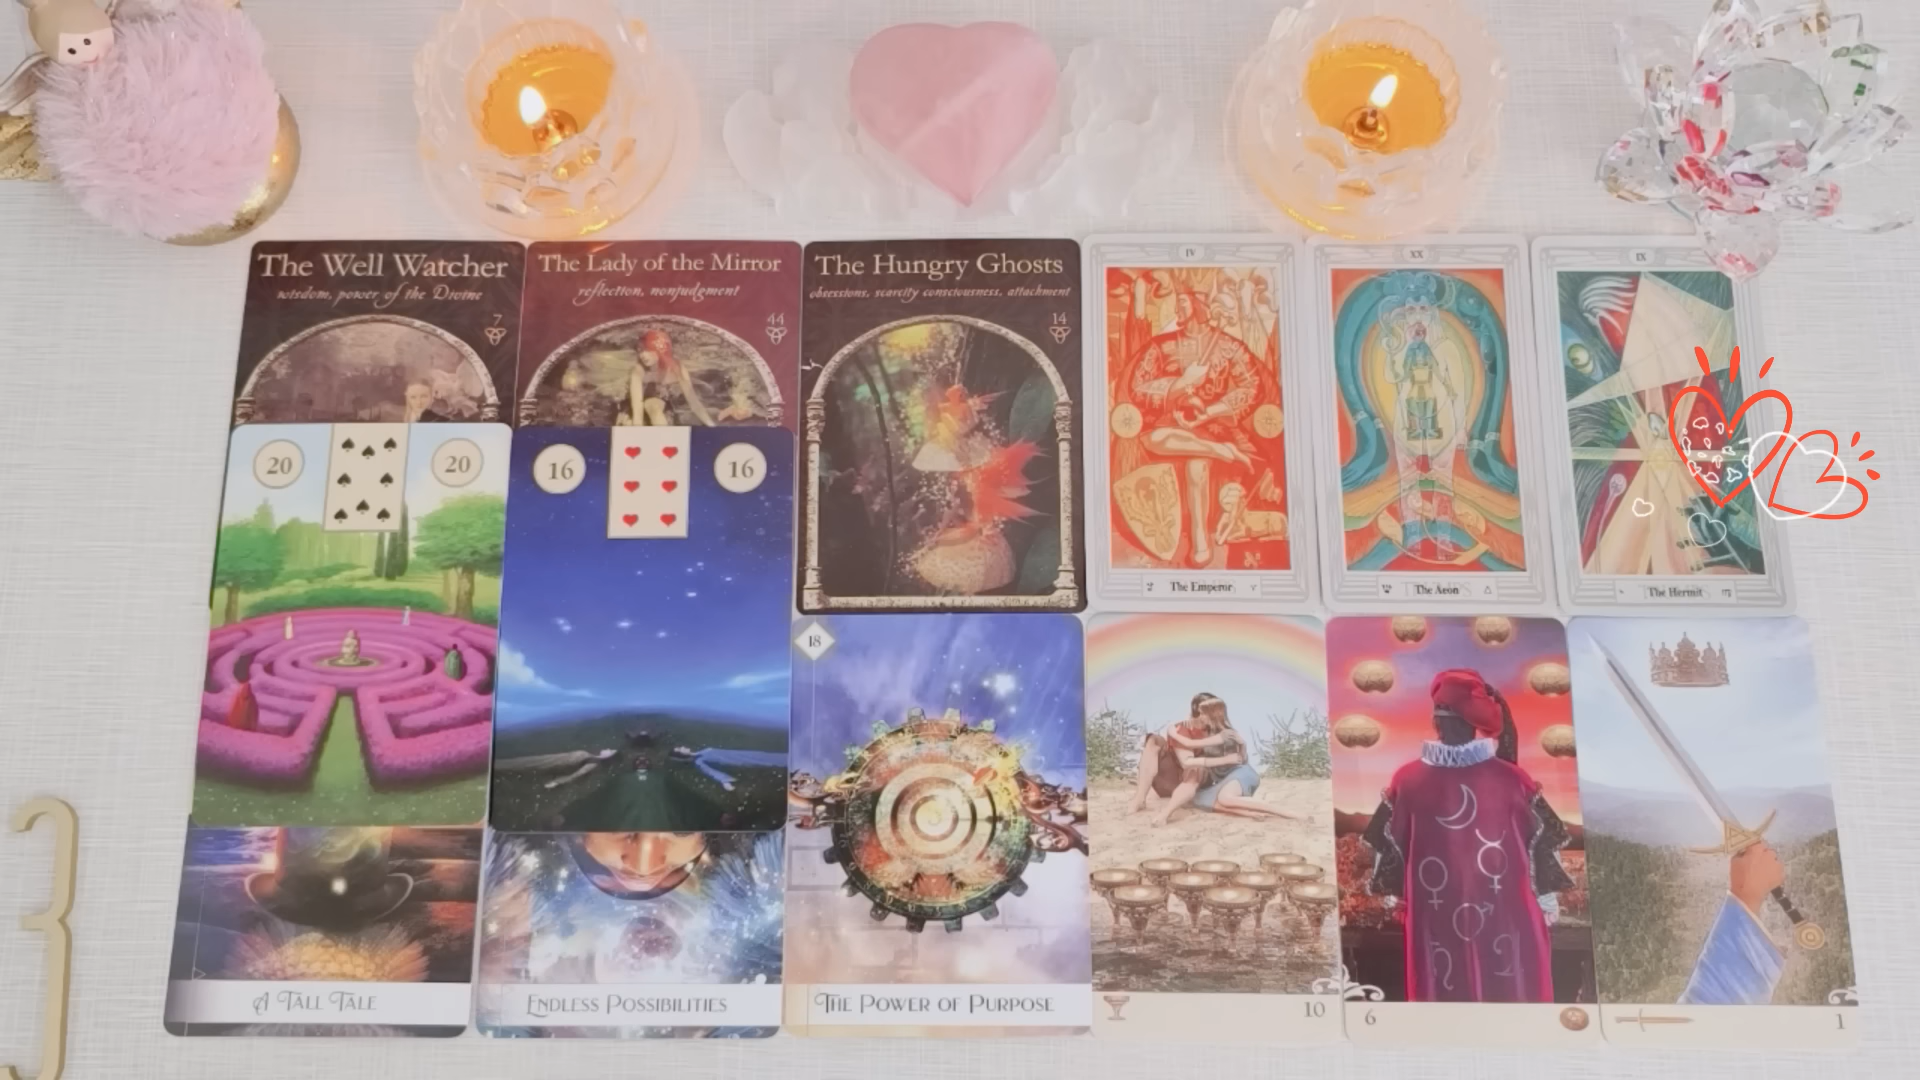 The Well Watcher
wisdom, power of the Divine
7
The Lady of the Mirror
reflection, nonjudgment
44
The Hungry Ghosts
obsessions, scarcity consciousness, attachment
14
IV
The Emperor
XX
The Aeon
IX
The Hermit
20
20
16
16
18
A TALL TALE
ENDLESS POSSIBILITIES
THE POWER OF PURPOSE
10
6
1
3